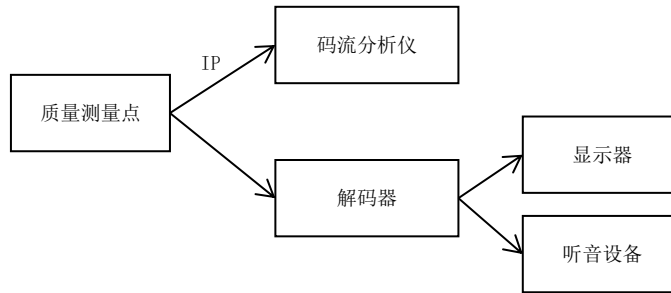 IP
码流分析仪
质量测量点
显示器
解码器
听音设备